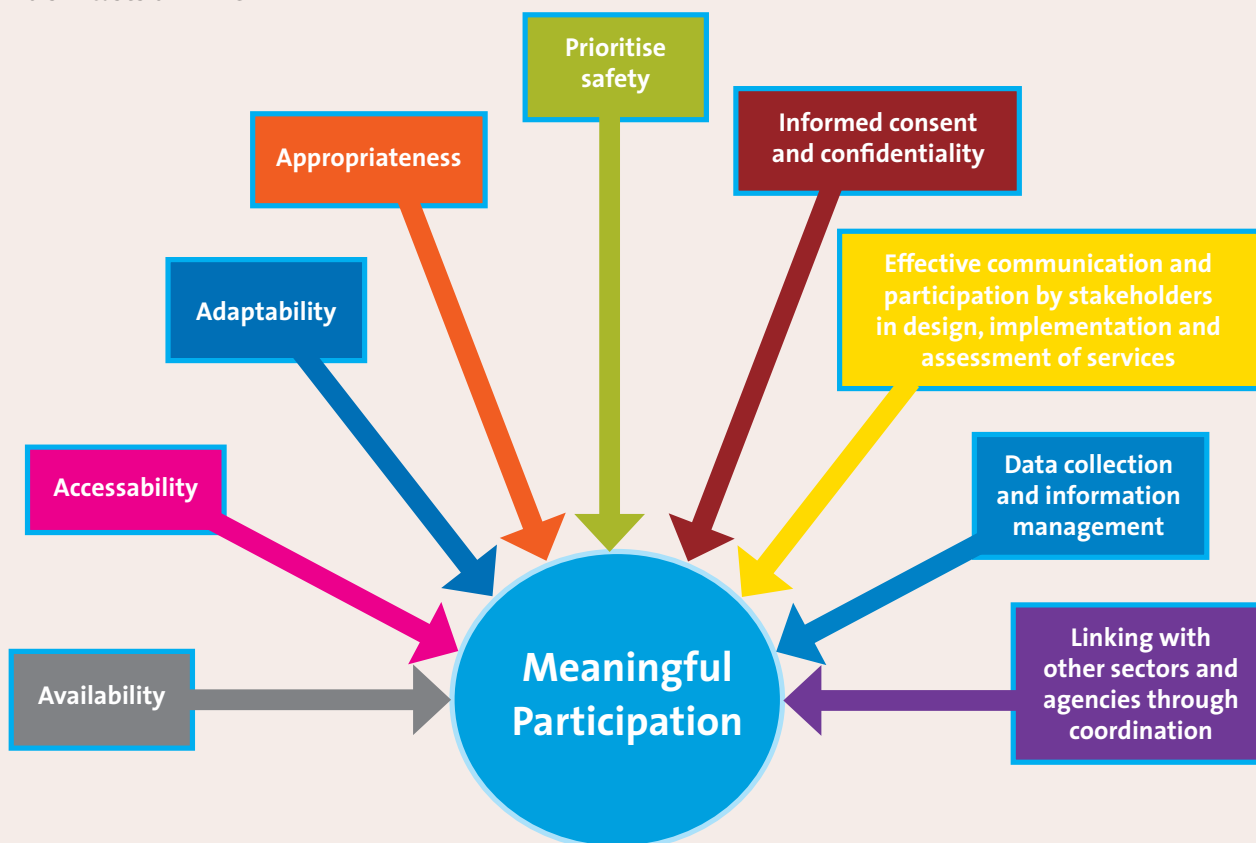 Prioritise
safety
Informed consent
and confidentiality
Appropriateness
Effective communication and
participation by stakeholders
in design, implementation and
assessment of services
Adaptability
Data collection
and information
management
Accessability
Linking with
other sectors and
agencies through
coordination
Availability
Meaningful
Participation